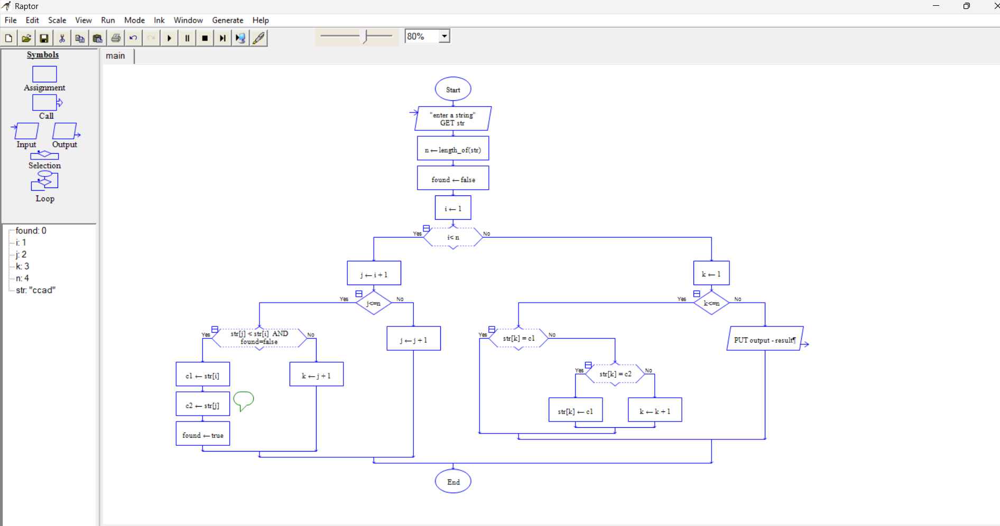 Raptor
File Edit Scale View Run Mode Ink Window Generate Help
80%
Symbols
Assignment
Call
Input Output
Selection
Loop
found: 0
i: 1
j: 2
k: 3
n: 4
str: "ccad"
main
Start
"enter a string"
GET str
n ← length_of(str)
found ← false
i ← 1
Yes i< n No
j ← i + 1
Yes j<=n No
Yes str[j] < str[i] AND
found=false No
c1 ← str[i]
c2 ← str[j]
found ← true
k ← j + 1
j ← j + 1
k ← 1
Yes k<=n No
Yes str[k] = c1 No
Yes str[k] = c2 No
str[k] ← c1
k ← k + 1
PUT output - result¶
End